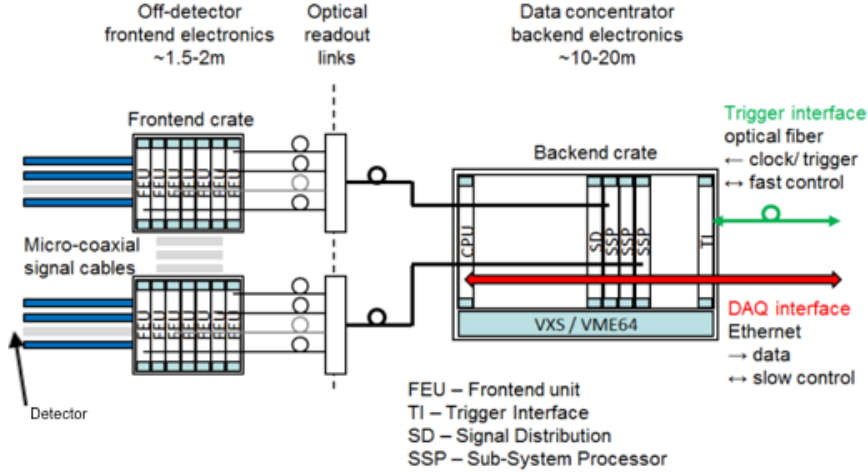 Off-detector
frontend electronics
~1.5-2m
Optical
readout
links
Data concentrator
backend electronics
~10-20m
Frontend crate
FEU FEU FEU FEU FEU FEU FEU
Micro-coaxial
signal cables
FEU FEU FEU FEU FEU FEU FEU
Detector
Backend crate
CPU
SD
SSP
SSP
SSP
TI
VXS / VME64
Trigger interface
optical fiber
← clock/ trigger
↔ fast control
DAQ interface
Ethernet
→ data
↔ slow control
FEU – Frontend unit
TI – Trigger Interface
SD – Signal Distribution
SSP – Sub-System Processor